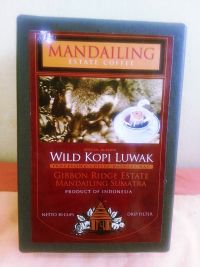 MANDAILING
ESTATE COFFEE
WILD KOPI LUWAK
GIBBON RIDGE ESTATE
MANDAILING SUMATRA
PRODUCT OF INDONESIA
DRIP FILTER